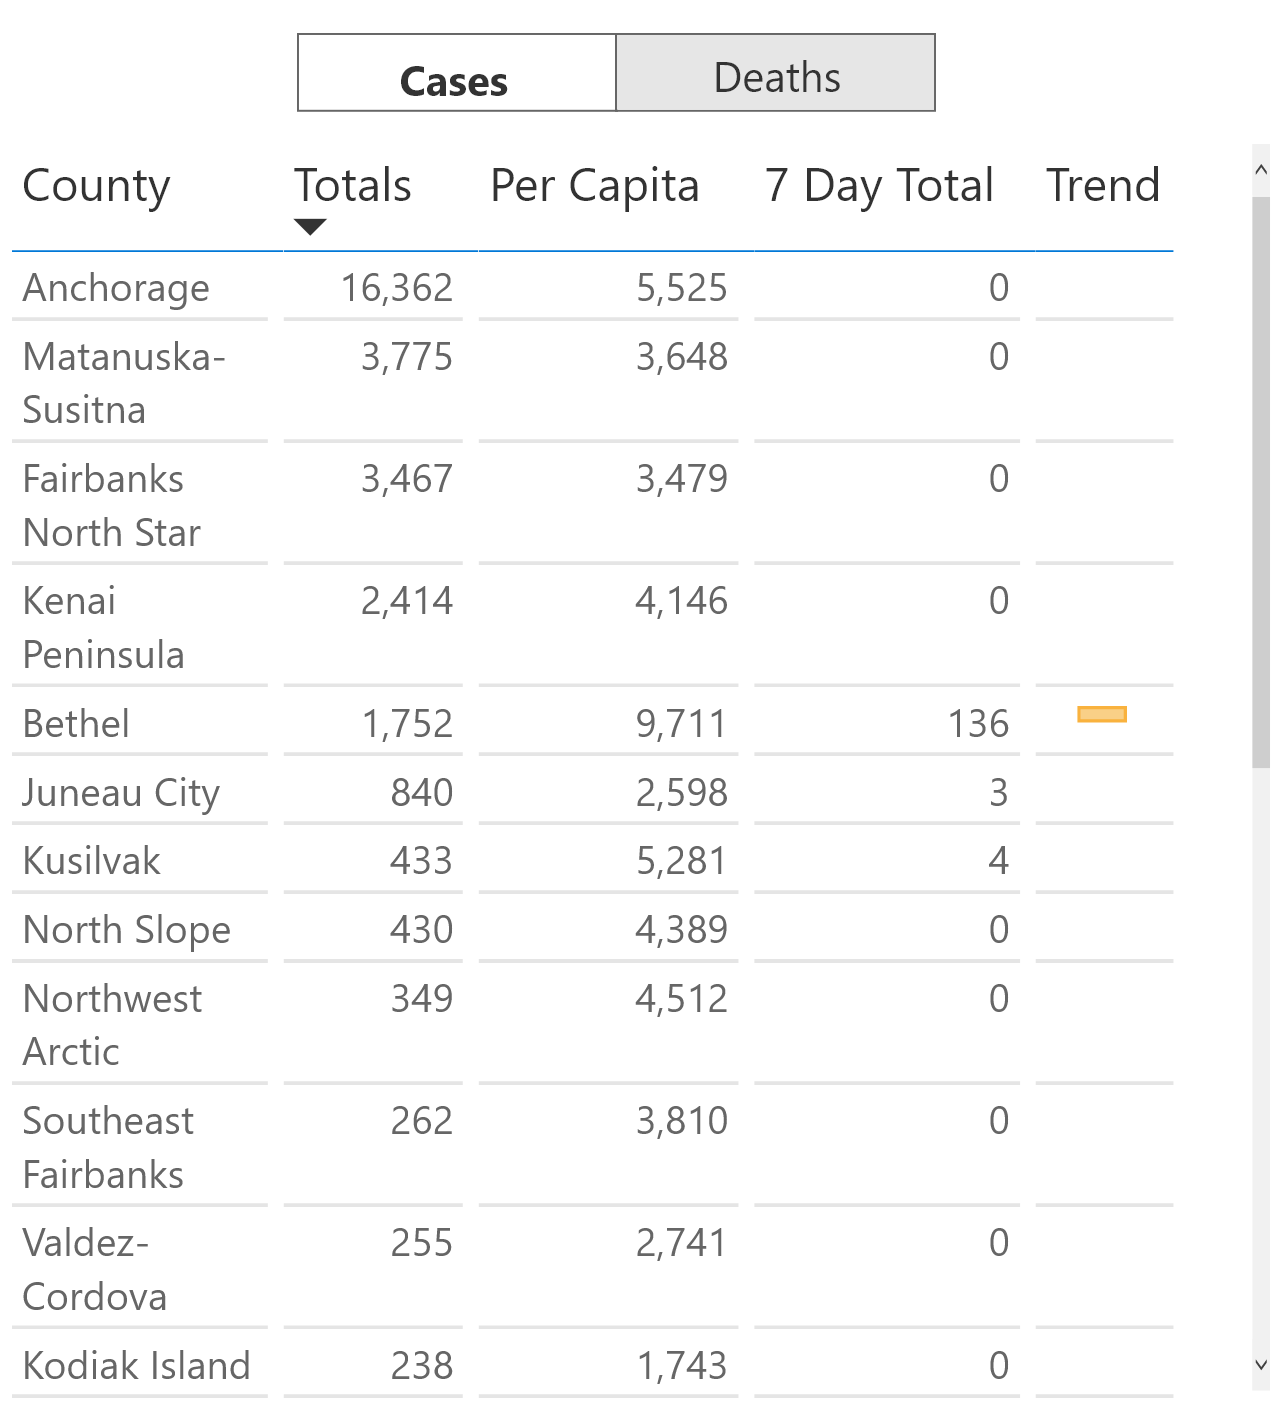 Cases Deaths
County Totals Per Capita 7 Day Total Trend
Anchorage 16,362 5,525 0
Matanuska- 3,775 3,648 0
Susitna
Fairbanks 3,467 3,479 0
North Star
Kenai 2,414 4,146 0
Peninsula
Bethel 1,752 9,711 136
Juneau City 840 2,598 3
Kusilvak 433 5,281 4
North Slope 430 4,389 0
Northwest 349 4,512 0
Arctic
Southeast 262 3,810 0
Fairbanks
Valdez- 255 2,741 0
Cordova
Kodiak Island 238 1,743 0